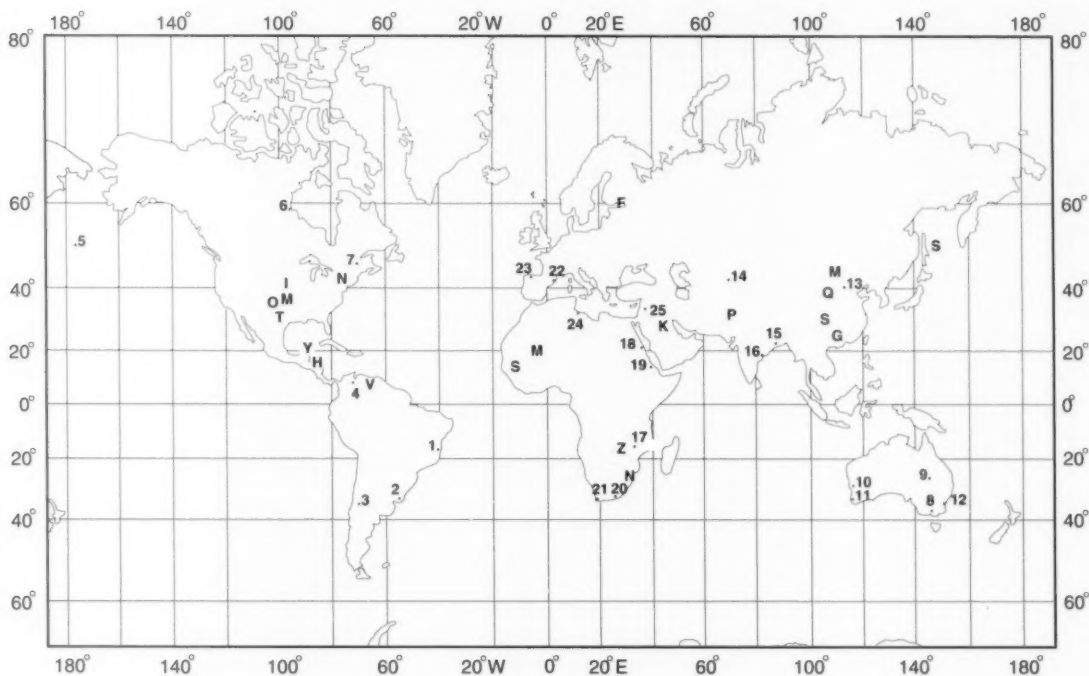 180° 140° 100° 60° 20°W 0° 20°E 60° 100° 140° 180°
80° 80°
60° 6. F 60°
.5 S
7. 23 22 M
I N .14 13
40° Q 40°
O M
T P S
24 25 K G
15
20° Y M 18 16 20°
H S 19
V
0° 4 0°
1. 17
Z
20° N 9. 20°
2 21 20 .10
.3 11 8 12
40° 40°
60° 60°
180° 140° 100° 60° 20°W 0° 20°E 60° 100° 140° 180°